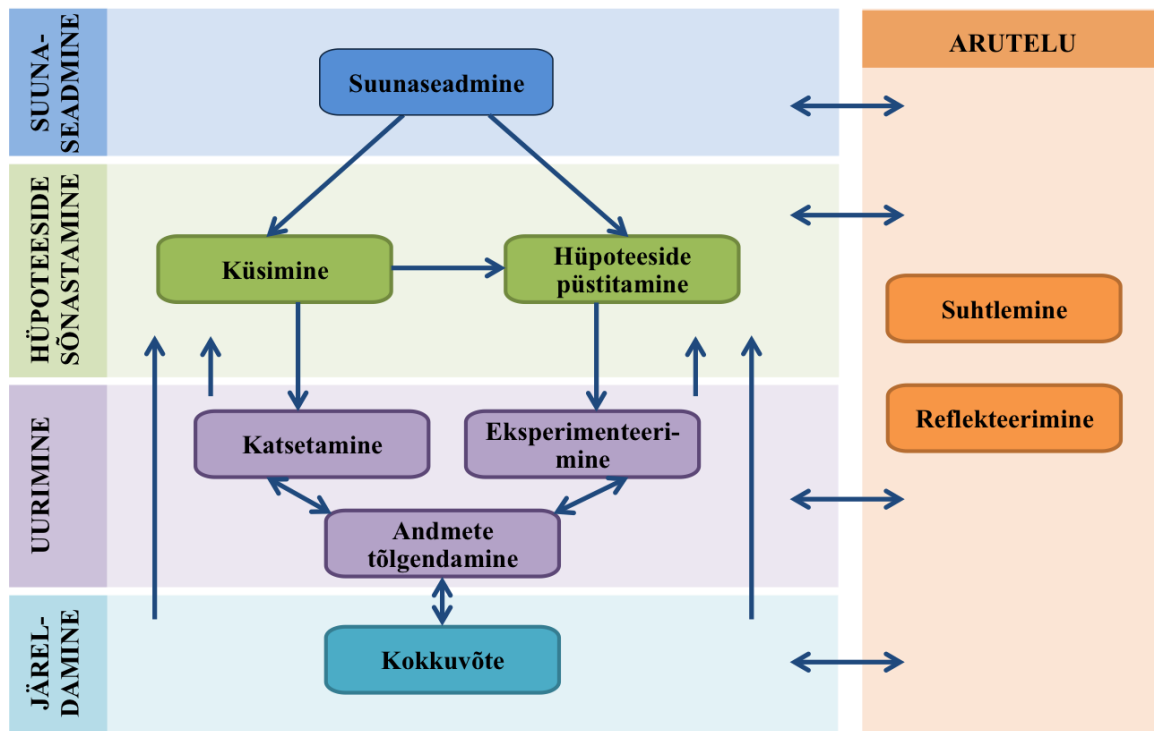 SUUNA-
SEADMINE
Suunaseadmine
HÜPOTEESIDE
SÕNASTAMINE
Küsimine
Hüpoteeside
püstitamine
UURIMINE
Katsetamine
Eksperimenteeri-
mine
Andmete
tõlgendamine
JÄREL-
DAMINE
Kokkuvõte
ARUTELU
Suhtlemine
Reflekteerimine